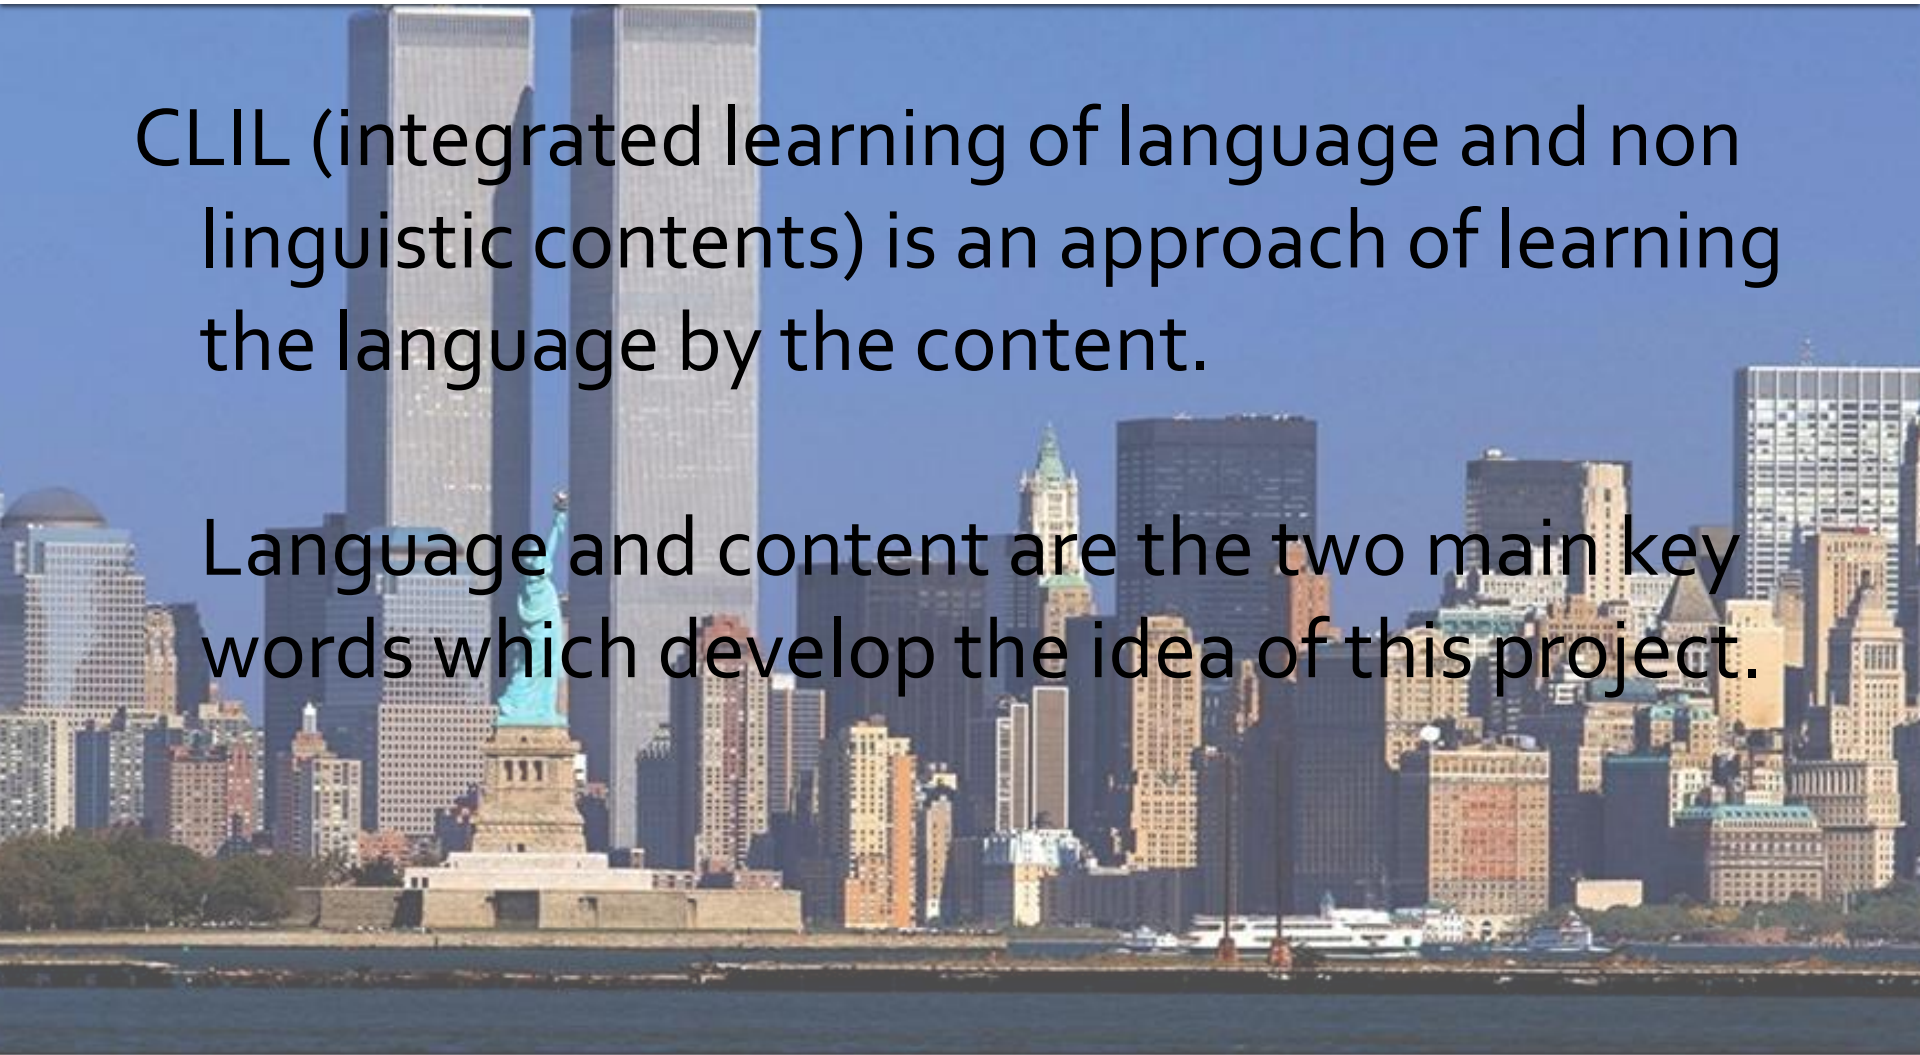 CLIL (integrated learning of language and non
linguistic contents) is an approach of learning
the language by the content.
Language and content are the two main key
words which develop the idea of this project.